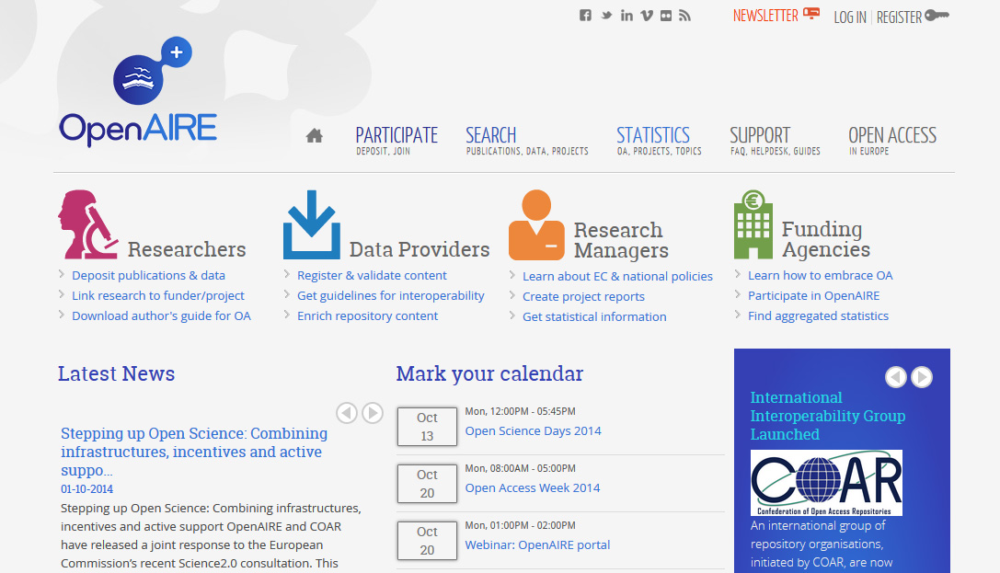 NEWSLETTER
LOG IN | REGISTER
OpenAIRE
PARTICIPATE
DEPOSIT, JOIN
SEARCH
PUBLICATIONS, DATA, PROJECTS
STATISTICS
OA, PROJECTS, TOPICS
SUPPORT
FAQ, HELPDESK, GUIDES
OPEN ACCESS
IN EUROPE
Researchers
Deposit publications & data
Link research to funder/project
Download author's guide for OA
Data Providers
Register & validate content
Get guidelines for interoperability
Enrich repository content
Research
Managers
Learn about EC & national policies
Create project reports
Get statistical information
Funding
Agencies
Learn how to embrace OA
Participate in OpenAIRE
Find aggregated statistics
Latest News
Stepping up Open Science: Combining
infrastructures, incentives and active
suppo...
01-10-2014
Stepping up Open Science: Combining infrastructures,
incentives and active support OpenAIRE and COAR
have released a joint response to the European
Commission's recent Science2.0 consultation. This
Mark your calendar
Oct
13
Mon, 12:00PM - 05:45PM
Open Science Days 2014
Oct
20
Mon, 08:00AM - 05:00PM
Open Access Week 2014
Oct
20
Mon, 01:00PM - 02:00PM
Webinar: OpenAIRE portal
International
Interoperability Group
Launched
COAR
Confederation of Open Access Repositories
An international group of
repository organisations,
initiated by COAR, are now